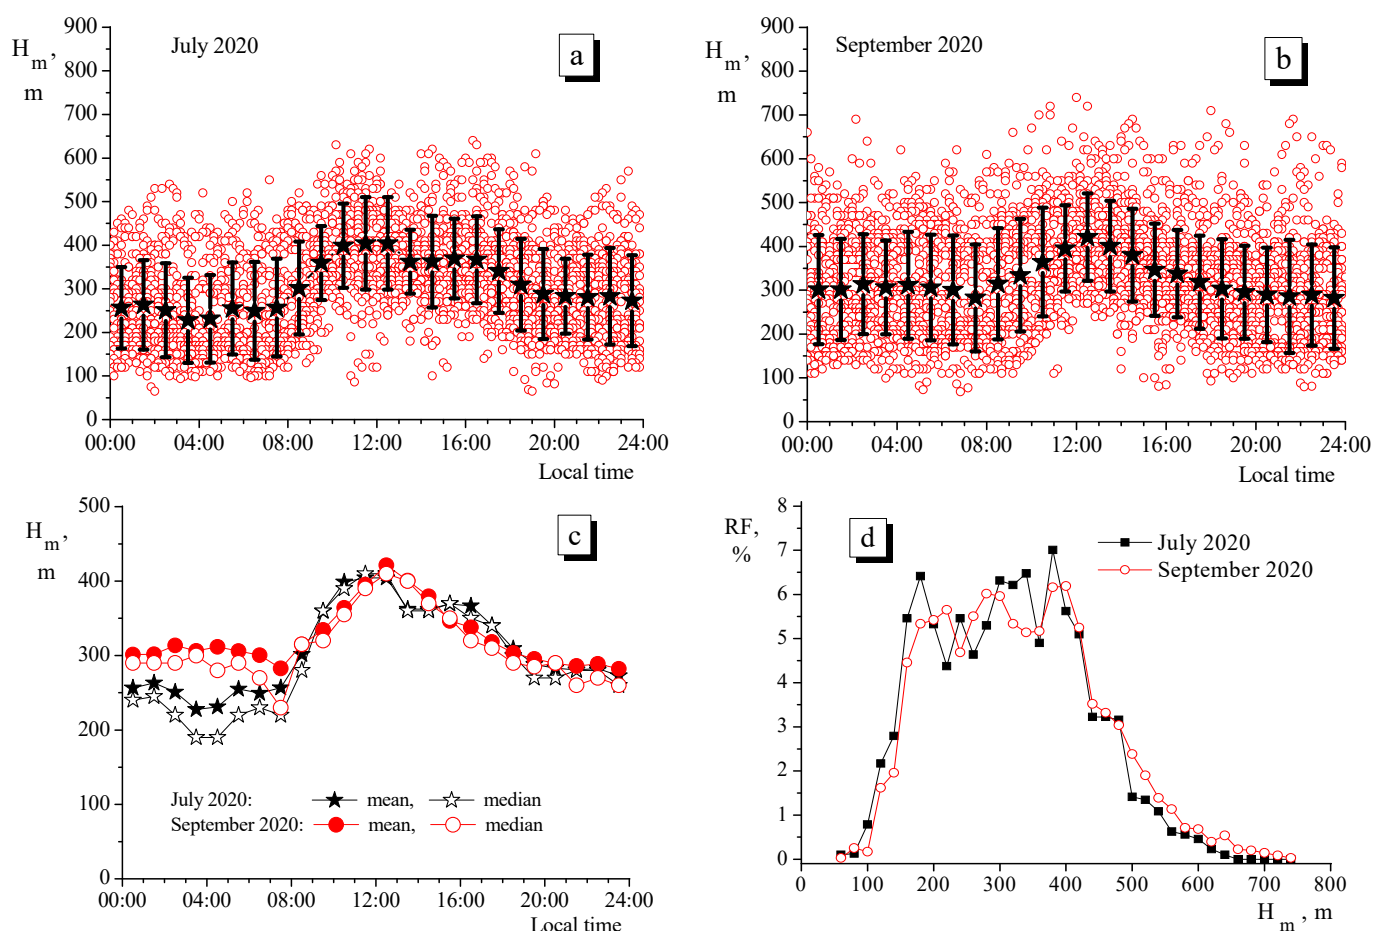 900
800
700
600
500
400
300
200
100
0
H m ,
m
July 2020
a
00:00 04:00 08:00 12:00 16:00 20:00 24:00
Local time
900
800
700
600
500
400
300
200
100
0
H m ,
m
September 2020
b
00:00 04:00 08:00 12:00 16:00 20:00 24:00
Local time
500
400
300
200
100
0
H m ,
m
c
July 2020: mean, median
September 2020: mean, median
00:00 04:00 08:00 12:00 16:00 20:00 24:00
Local time
8
7
6
5
4
3
2
1
0
RF,
%
d
July 2020
September 2020
0 100 200 300 400 500 600 700 800
H m , m